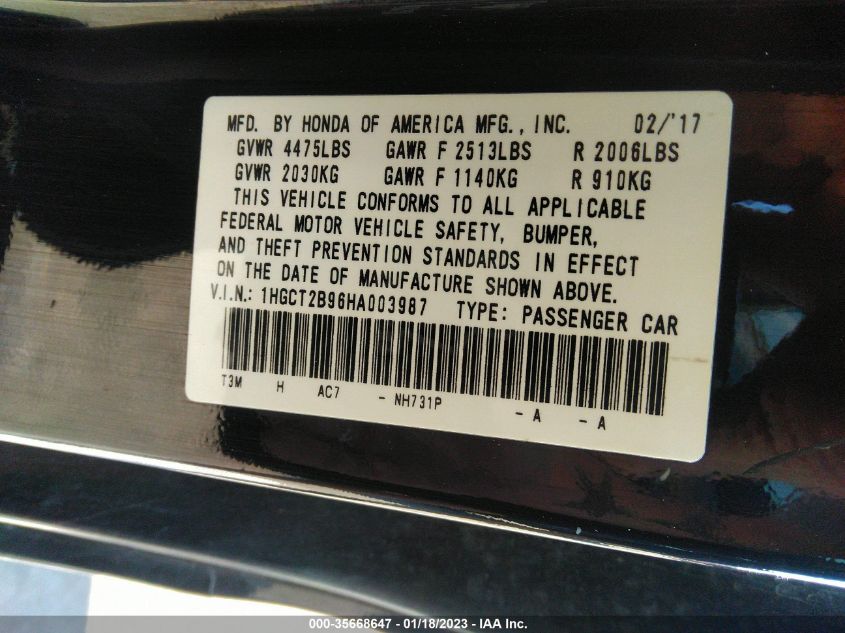 MFD. BY HONDA OF AMERICA MFG., INC. 02/'17
GVWR 4475LBS GAWR F 2513LBS R 2006LBS
GVWR 2030KG GAWR F 1140KG R 910KG
THIS VEHICLE CONFORMS TO ALL APPLICABLE
FEDERAL MOTOR VEHICLE SAFETY, BUMPER,
AND THEFT PREVENTION STANDARDS IN EFFECT
ON THE DATE OF MANUFACTURE SHOWN ABOVE.
V.I.N.: 1HGCT2B96HA003987 TYPE: PASSENGER CAR
T3M H AC7 - NH731P - A - A
000-35668647 - 01/18/2023 - IAA Inc.